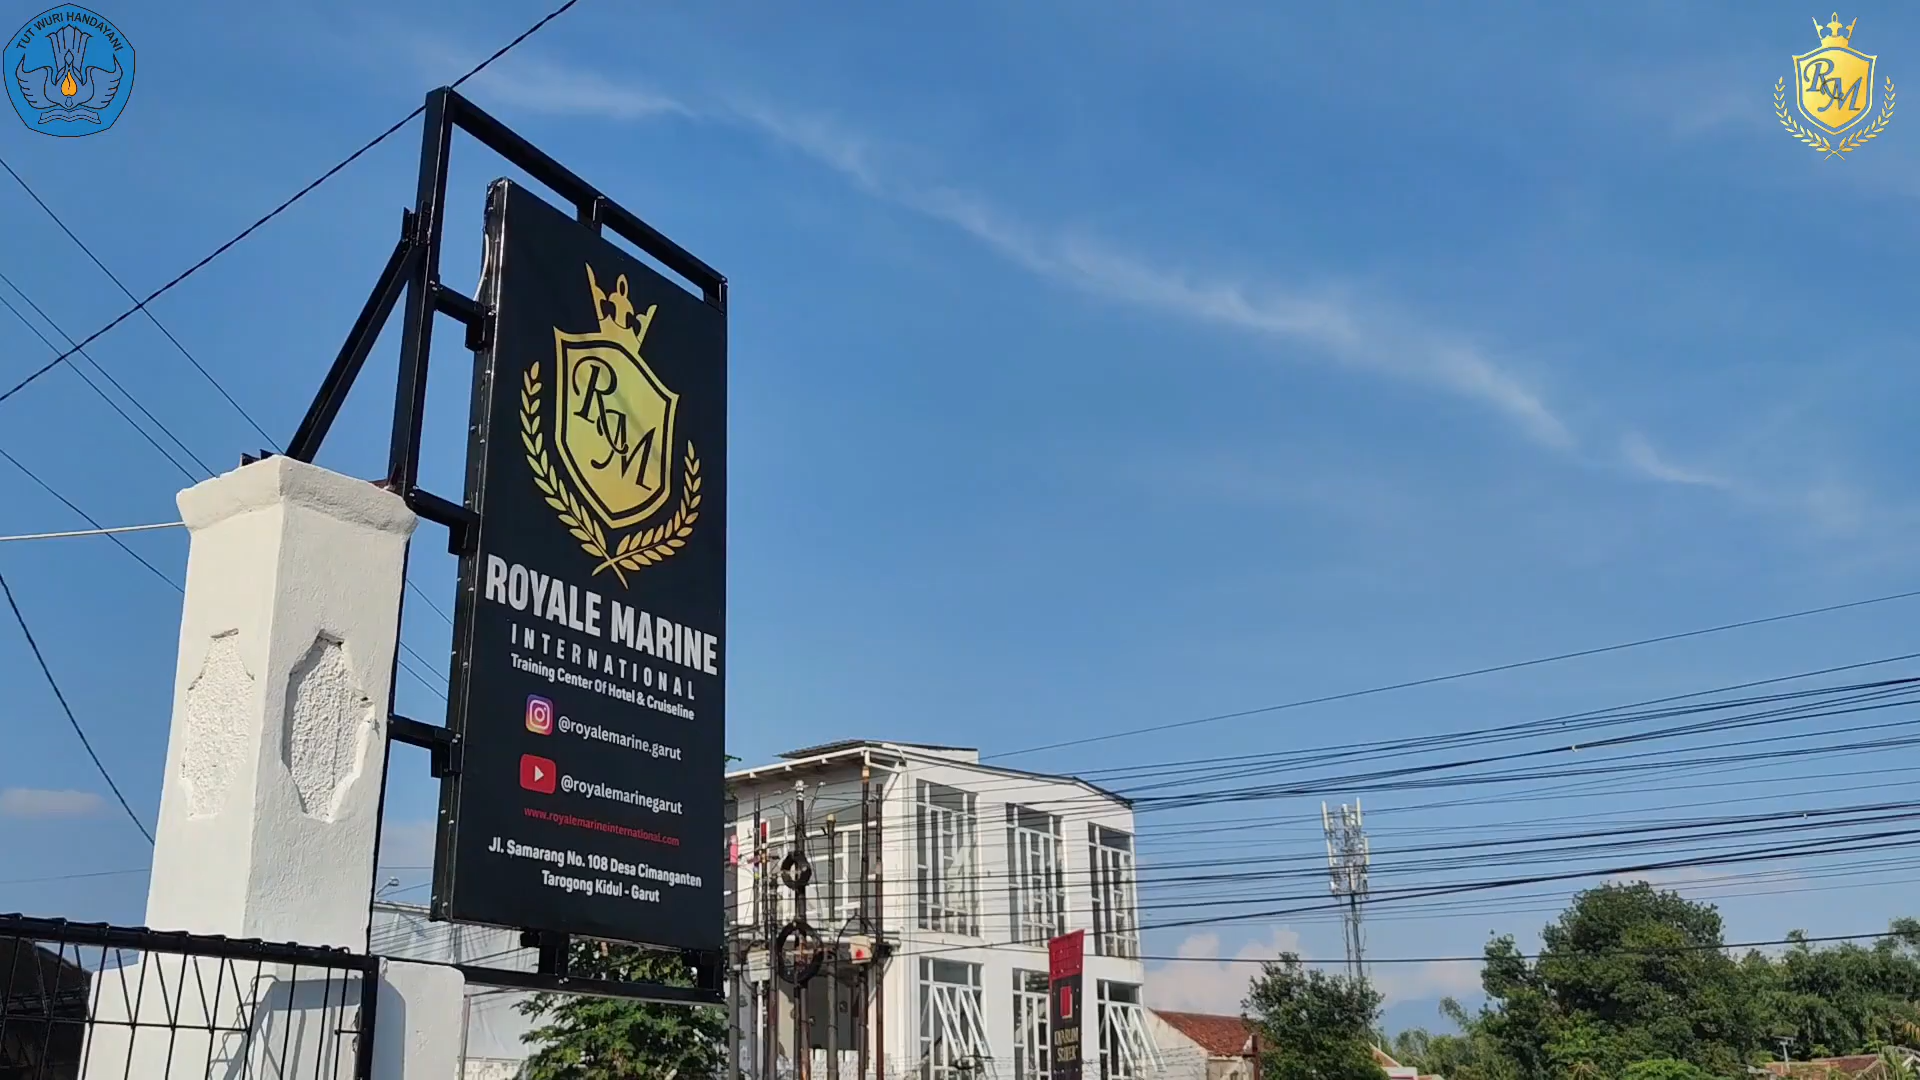 TUT WURI HANDAYANI
RM
RM
ROYALE MARINE
INTERNATIONAL
Training Center Of Hotel & Cruiseline
@royalemarine.garut
@royalemarinegarut
www.royalemarineinternational.com
Jl. Samarang No. 108 Desa Cimanganten
Tarogong Kidul - Garut